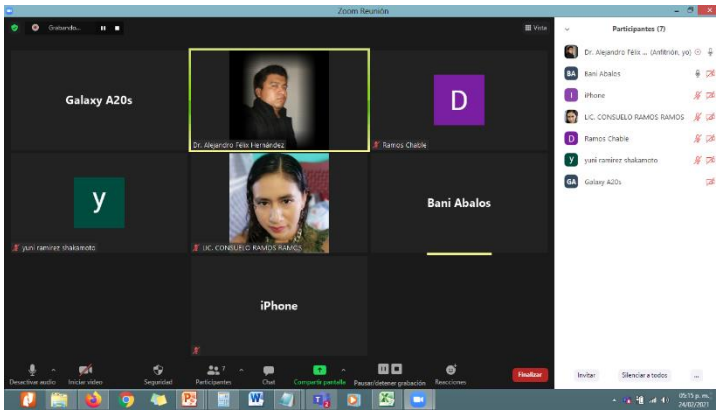 Zoom Reunión
Grabando...
Vista
Galaxy A20s
Dr. Alejandro Félix Hernández
D
Ramos Chable
y
yuni ramirez shakamoto
LIC. CONSUELO RAMOS RAMOS
Bani Abalos
iPhone
Desactivar audio
Iniciar video
Seguridad
Participantes
7
Chat
Compartir pantalla
Pausar/detener grabación
Reacciones
Finalizar
Participantes (7)
Dr. Alejandro Félix ... (Anfitrión, yo)
BA Bani Abalos
I iPhone
LIC. CONSUELO RAMOS RAMOS
D Ramos Chable
y yuni ramirez shakamoto
GA Galaxy A20s
Invitar
Silenciar a todos
...
05:15 p. m.
24/02/2021